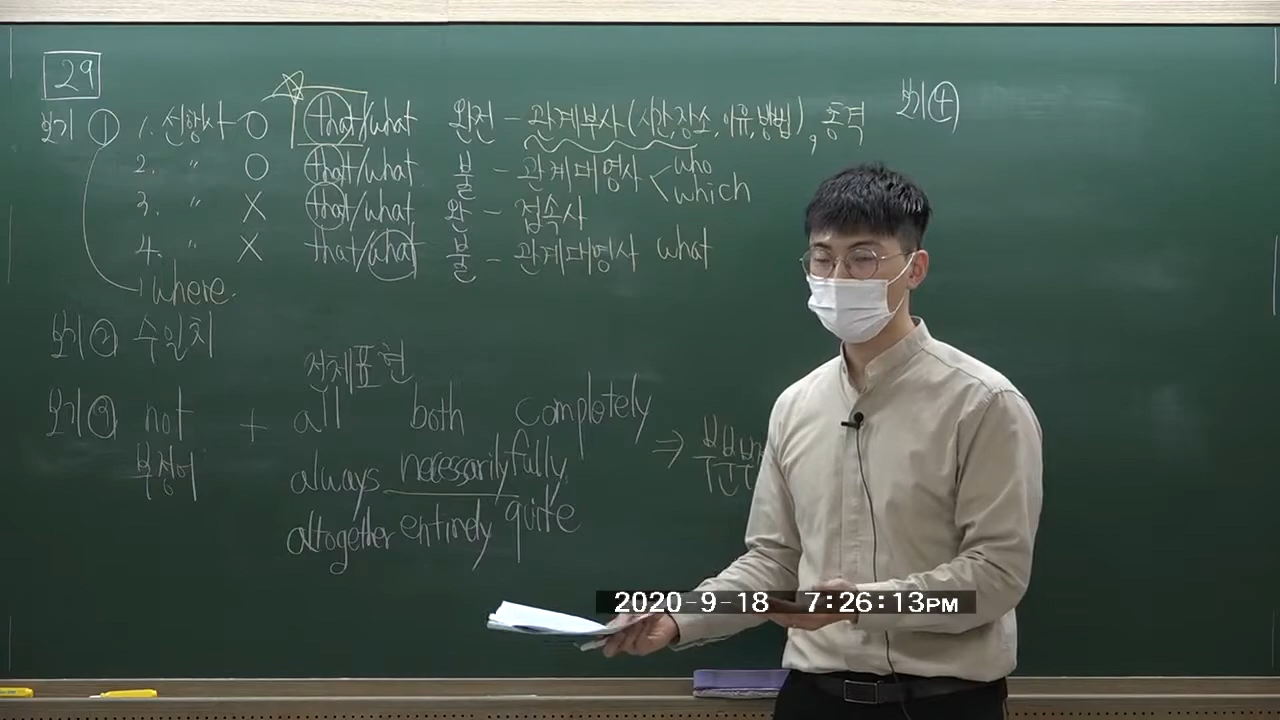 29
보기 ① 1. 선행사 O that/what 완전 - 관계부사 (시간, 장소, 이유, 방법), 동격
2. " O that/what 불 - 관계대명사 < who
which
3. " X that/what 완 - 접속사
4. " X that/what 불 - 관계대명사 what
where.
보기 ② 수일치
전체표현
보기 ③ not + all both completely ⇒ 부분부정
부정어 always necessarily fully
altogether entirely quite
보기 ④
2020-9-18 7:26:13PM